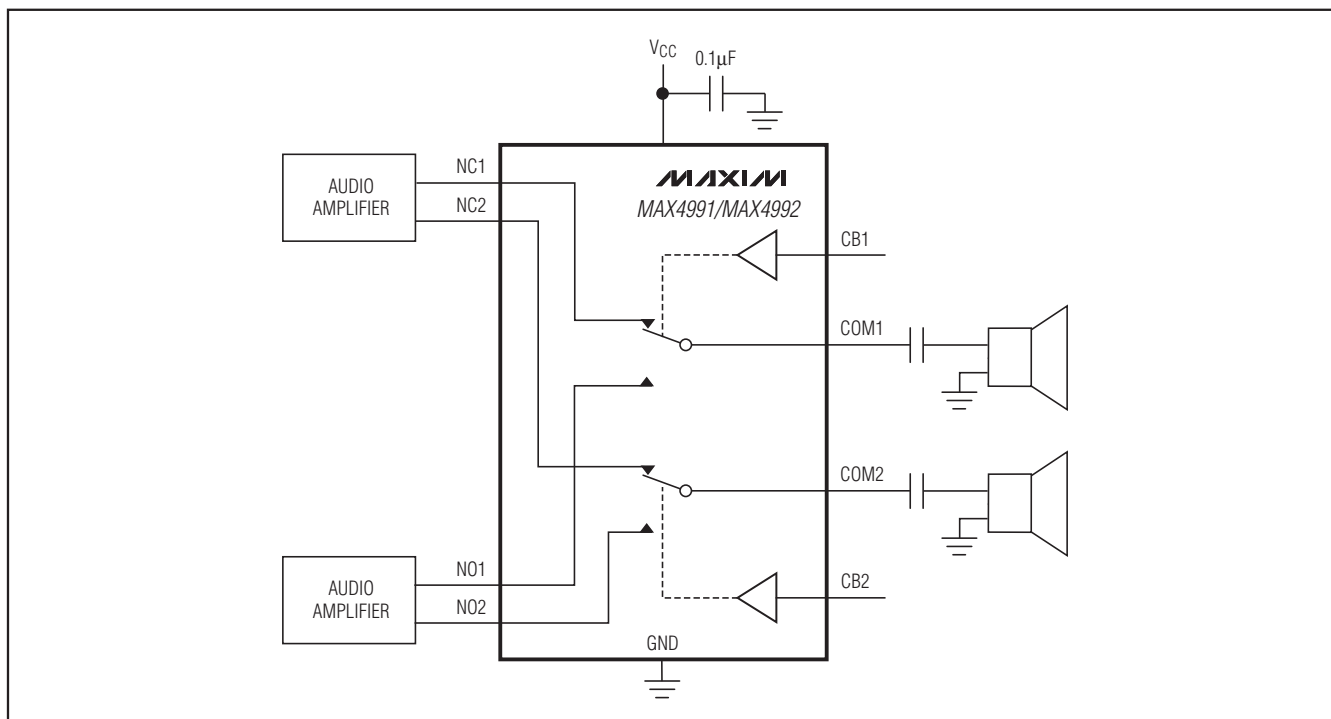 VCC
0.1μF
AUDIO
AMPLIFIER
NC1
NC2
MAXIM
MAX4991/MAX4992
CB1
COM1
COM2
AUDIO
AMPLIFIER
NO1
NO2
CB2
GND